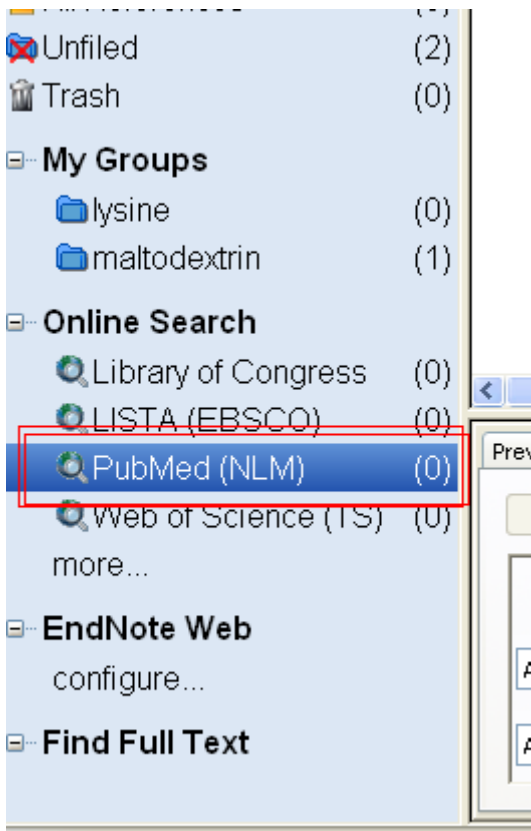 Unfiled (2)
Trash (0)
My Groups
lysine (0)
maltodextrin (1)
Online Search
Library of Congress (0)
LISTA (EBSCO) (0)
PubMed (NLM) (0)
Web of Science (TS) (0)
more...
EndNote Web
configure...
Find Full Text
Prev
A
A